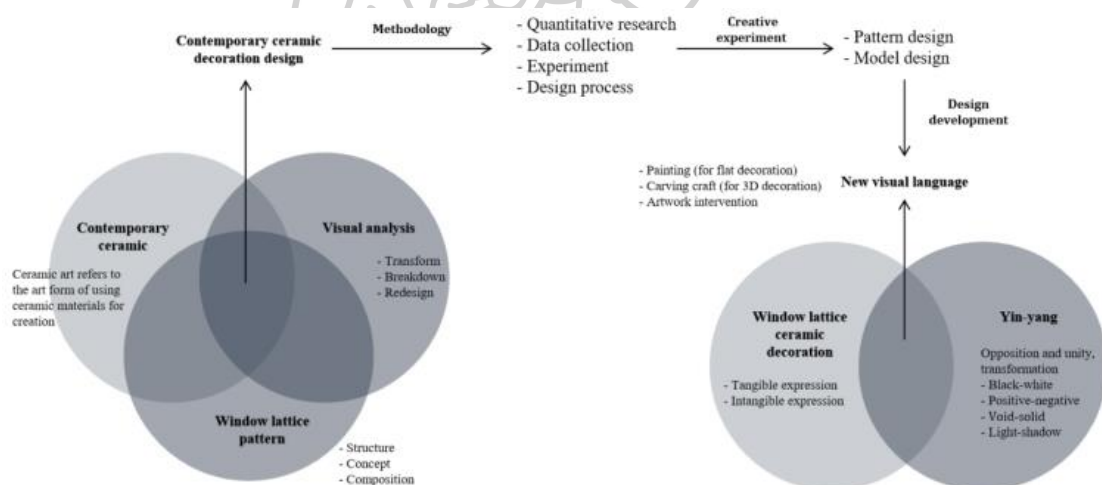 Contemporary ceramic
decoration design
Methodology
- Quantitative research
- Data collection
- Experiment
- Design process
Creative
experiment
- Pattern design
- Model design
Design
development
- Painting (for flat decoration)
- Carving craft (for 3D decoration)
- Artwork intervention
New visual language
Contemporary
ceramic
Ceramic art refers to
the art form of using
ceramic materials for
creation
Visual analysis
- Transform
- Breakdown
- Redesign
Window lattice
pattern
- Structure
- Concept
- Composition
Window lattice
ceramic
decoration
- Tangible expression
- Intangible expression
Yin-yang
Opposition and unity,
transformation
- Black-white
- Positive-negative
- Void-solid
- Light-shadow